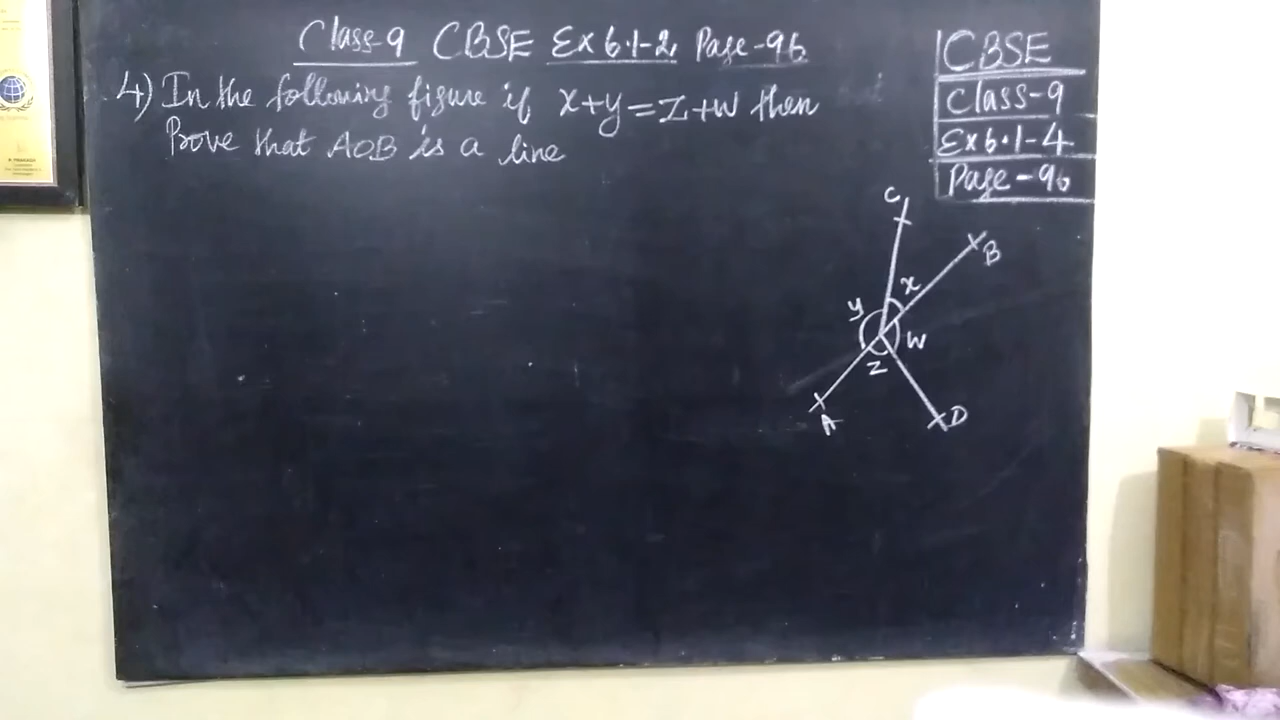 Class-9 CBSE Ex 6.1-2, Page-96
4) In the following figure if x+y=z+w then
Prove that AOB is a line
CBSE
Class-9
Ex 6.1-4
Page-96
C
B
x
y
w
z
A
D